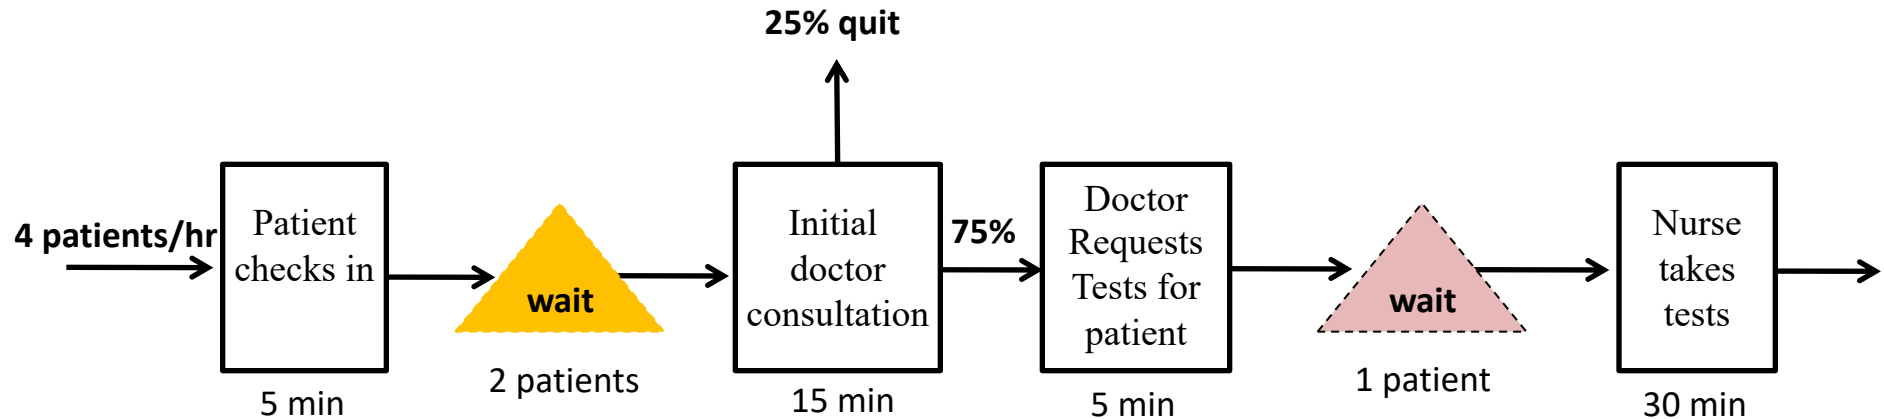 25% quit
4 patients/hr
Patient
checks in
5 min
wait
2 patients
Initial
doctor
consultation
15 min
75%
Doctor
Requests
Tests for
patient
5 min
wait
1 patient
Nurse
takes
tests
30 min